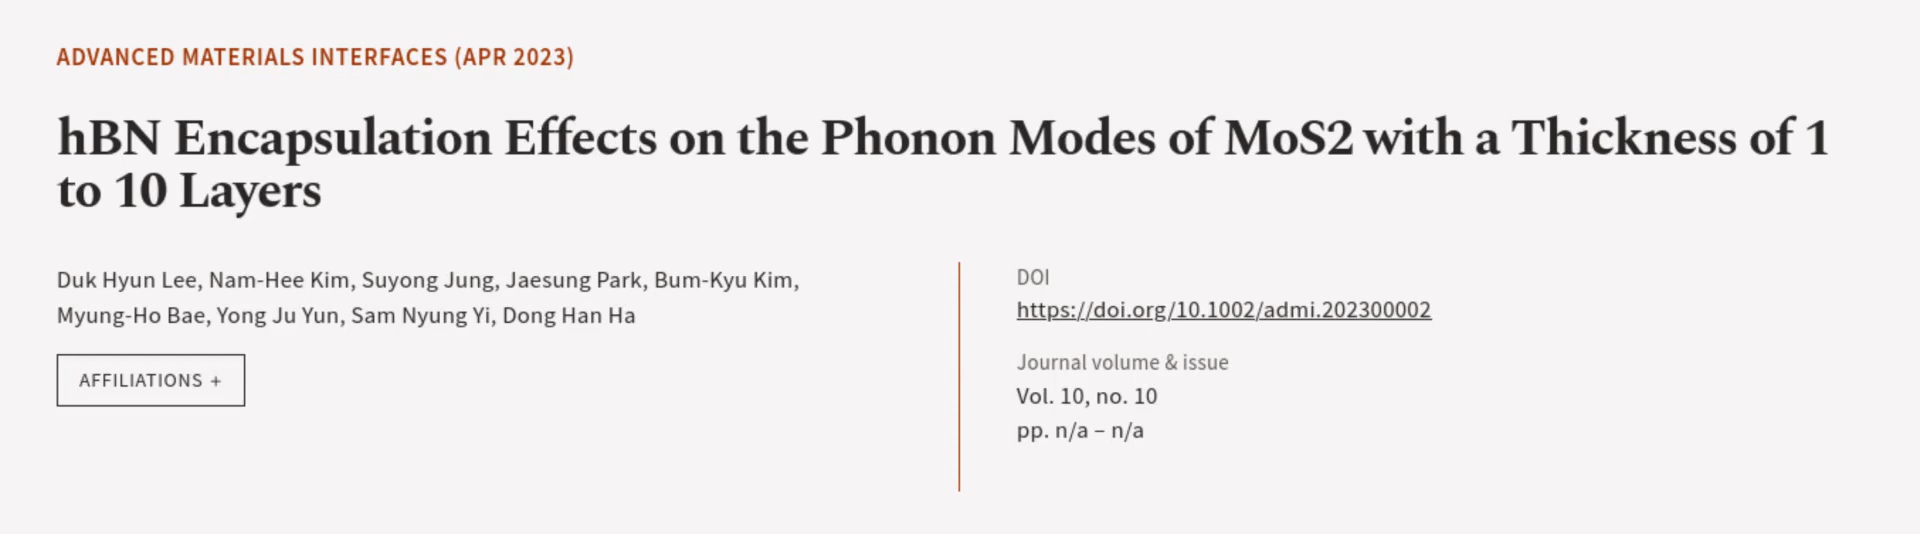 ADVANCED MATERIALS INTERFACES (APR 2023)
hBN Encapsulation Effects on the Phonon Modes of MoS2 with a Thickness of 1
to 10 Layers
Duk Hyun Lee, Nam-Hee Kim, Suyong Jung, Jaesung Park, Bum-Kyu Kim,
Myung-Ho Bae, Yong Ju Yun, Sam Nyung Yi, Dong Han Ha
AFFILIATIONS +
DOI
https://doi.org/10.1002/admi.202300002
Journal volume & issue
Vol. 10, no. 10
pp. n/a – n/a